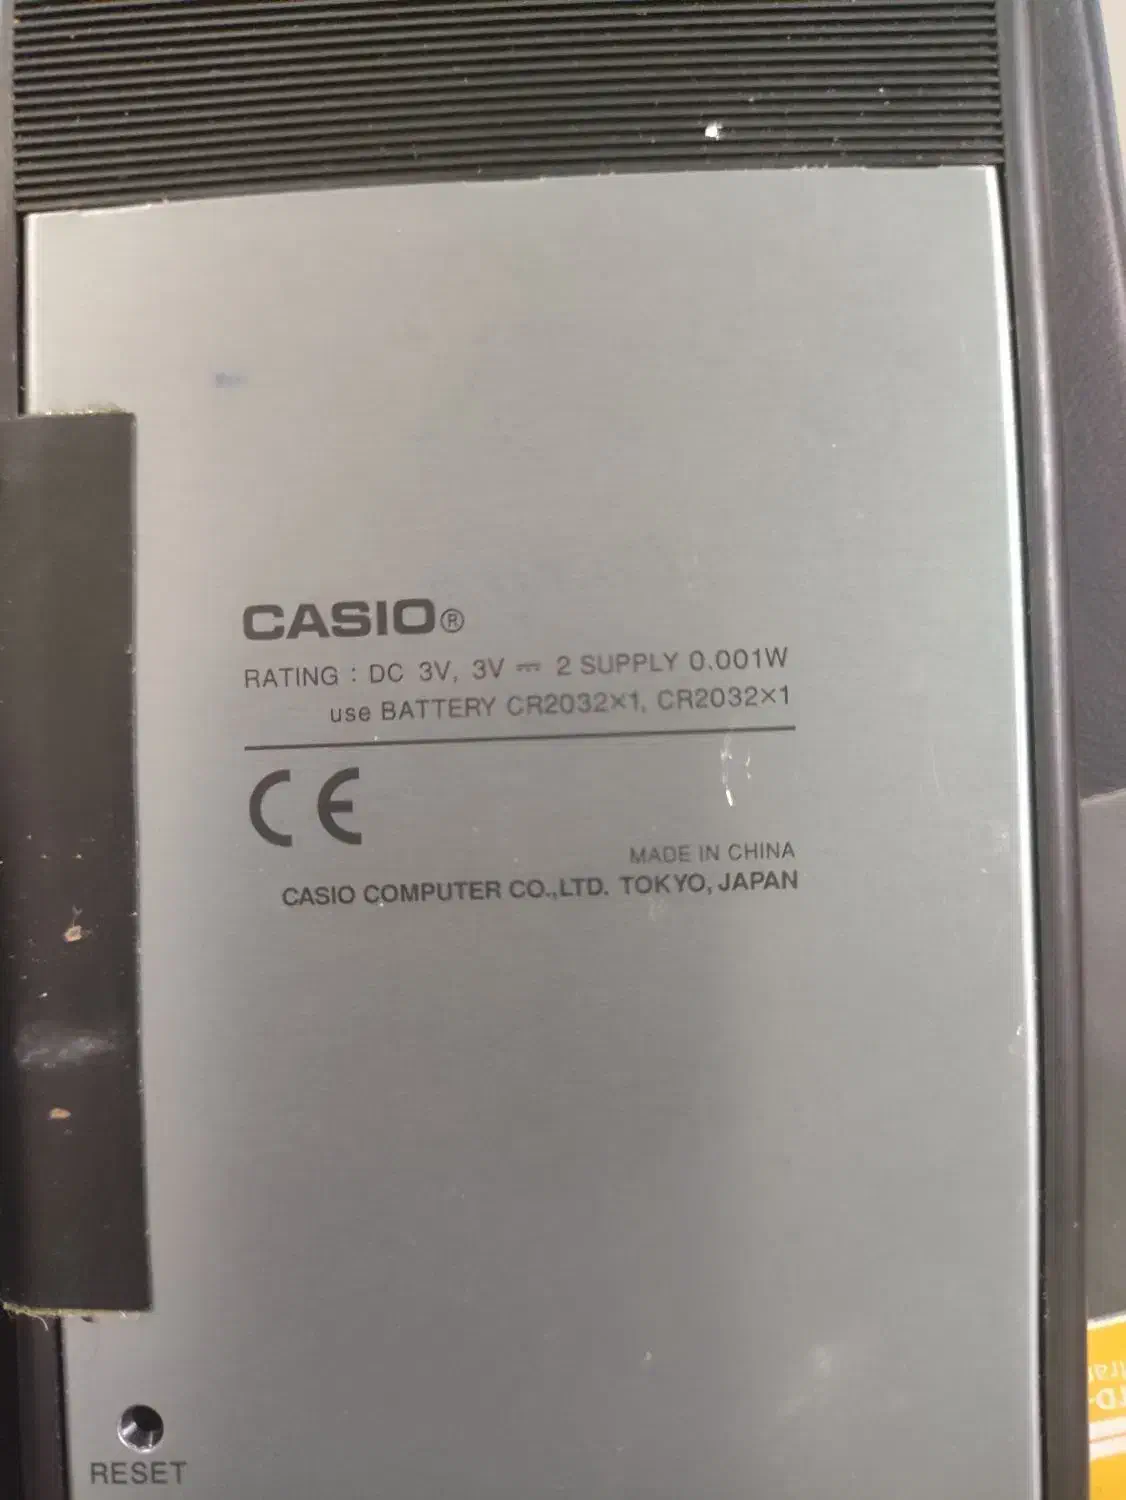 CASIO®
RATING : DC 3V, 3V ⎓ 2 SUPPLY 0.001W
use BATTERY CR2032×1, CR2032×1
CE
MADE IN CHINA
CASIO COMPUTER CO.,LTD. TOKYO, JAPAN
RESET